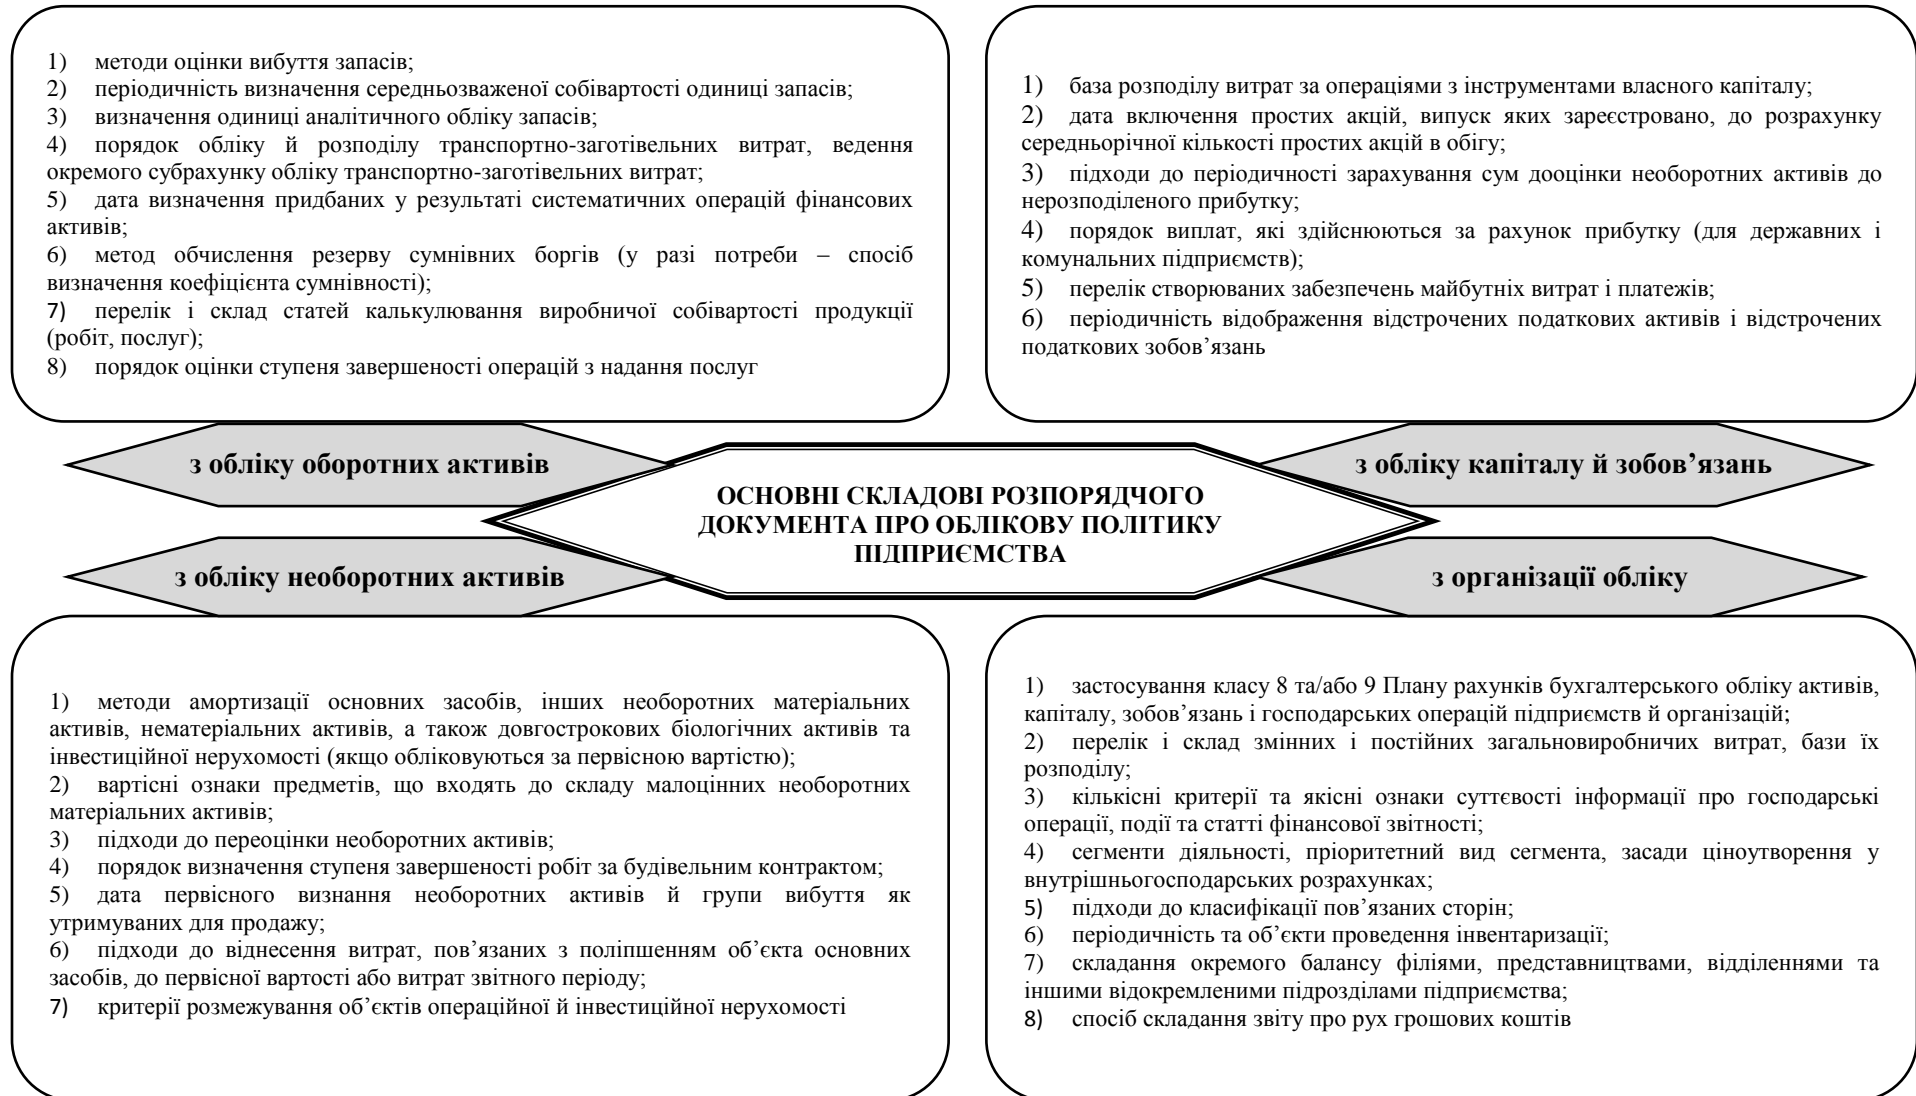 1) методи оцінки вибуття запасів;
2) періодичність визначення середньозваженої собівартості одиниці запасів;
3) визначення одиниці аналітичного обліку запасів;
4) порядок обліку й розподілу транспортно-заготівельних витрат, ведення
окремого субрахунку обліку транспортно-заготівельних витрат;
5) дата визначення придбаних у результаті систематичних операцій фінансових
активів;
6) метод обчислення резерву сумнівних боргів (у разі потреби – спосіб
визначення коефіцієнта сумнівності);
7) перелік і склад статей калькулювання виробничої собівартості продукції
(робіт, послуг);
8) порядок оцінки ступеня завершеності операцій з надання послуг
1) база розподілу витрат за операціями з інструментами власного капіталу;
2) дата включення простих акцій, випуск яких зареєстровано, до розрахунку
середньорічної кількості простих акцій в обігу;
3) підходи до періодичності зарахування сум дооцінки необоротних активів до
нерозподіленого прибутку;
4) порядок виплат, які здійснюються за рахунок прибутку (для державних і
комунальних підприємств);
5) перелік створюваних забезпечень майбутніх витрат і платежів;
6) періодичність відображення відстрочених податкових активів і відстрочених
податкових зобов’язань
з обліку оборотних активів
з обліку капіталу й зобов’язань
ОСНОВНІ СКЛАДОВІ РОЗПОРЯДЧОГО
ДОКУМЕНТА ПРО ОБЛІКОВУ ПОЛІТИКУ
ПІДПРИЄМСТВА
з обліку необоротних активів
з організації обліку
1) методи амортизації основних засобів, інших необоротних матеріальних
активів, нематеріальних активів, а також довгострокових біологічних активів та
інвестиційної нерухомості (якщо обліковуються за первісною вартістю);
2) вартісні ознаки предметів, що входять до складу малоцінних необоротних
матеріальних активів;
3) підходи до переоцінки необоротних активів;
4) порядок визначення ступеня завершеності робіт за будівельним контрактом;
5) дата первісного визнання необоротних активів й групи вибуття як
утримуваних для продажу;
6) підходи до віднесення витрат, пов’язаних з поліпшенням об’єкта основних
засобів, до первісної вартості або витрат звітного періоду;
7) критерії розмежування об’єктів операційної й інвестиційної нерухомості
1) застосування класу 8 та/або 9 Плану рахунків бухгалтерського обліку активів,
капіталу, зобов’язань і господарських операцій підприємств й організацій;
2) перелік і склад змінних і постійних загальновиробничих витрат, бази їх
розподілу;
3) кількісні критерії та якісні ознаки суттєвості інформації про господарські
операції, події та статті фінансової звітності;
4) сегменти діяльності, пріоритетний вид сегмента, засади ціноутворення у
внутрішньогосподарських розрахунках;
5) підходи до класифікації пов’язаних сторін;
6) періодичність та об’єкти проведення інвентаризації;
7) складання окремого балансу філіями, представництвами, відділеннями та
іншими відокремленими підрозділами підприємства;
8) спосіб складання звіту про рух грошових коштів